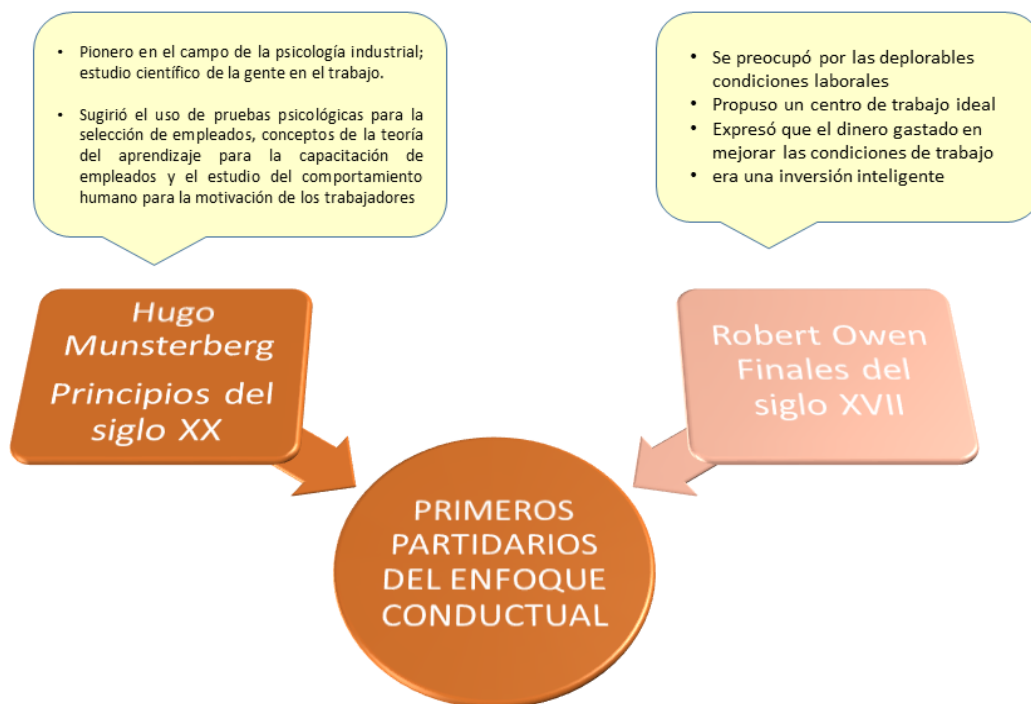 • Pionero en el campo de la psicología industrial;
estudio científico de la gente en el trabajo.
• Sugirió el uso de pruebas psicológicas para la
selección de empleados, conceptos de la teoría
del aprendizaje para la capacitación de
empleados y el estudio del comportamiento
humano para la motivación de los trabajadores
• Se preocupó por las deplorables
condiciones laborales
• Propuso un centro de trabajo ideal
• Expresó que el dinero gastado en
mejorar las condiciones de trabajo
• era una inversión inteligente
Hugo
Munsterberg
Principios del
siglo XX
Robert Owen
Finales del
siglo XVII
PRIMEROS
PARTIDARIOS
DEL ENFOQUE
CONDUCTUAL